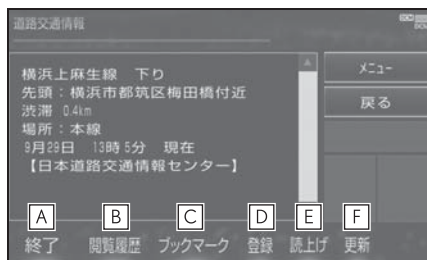 道路交通情報
横浜上麻生線 下り
先頭：横浜市都筑区梅田橋付近
渋滞 0.4km
場所：本線
9月29日 13時 5分 現在
【日本道路交通情報センター】
メニュー
戻る
A B C D E F
終了 閲覧履歴 ブックマーク 登録 読上げ 更新